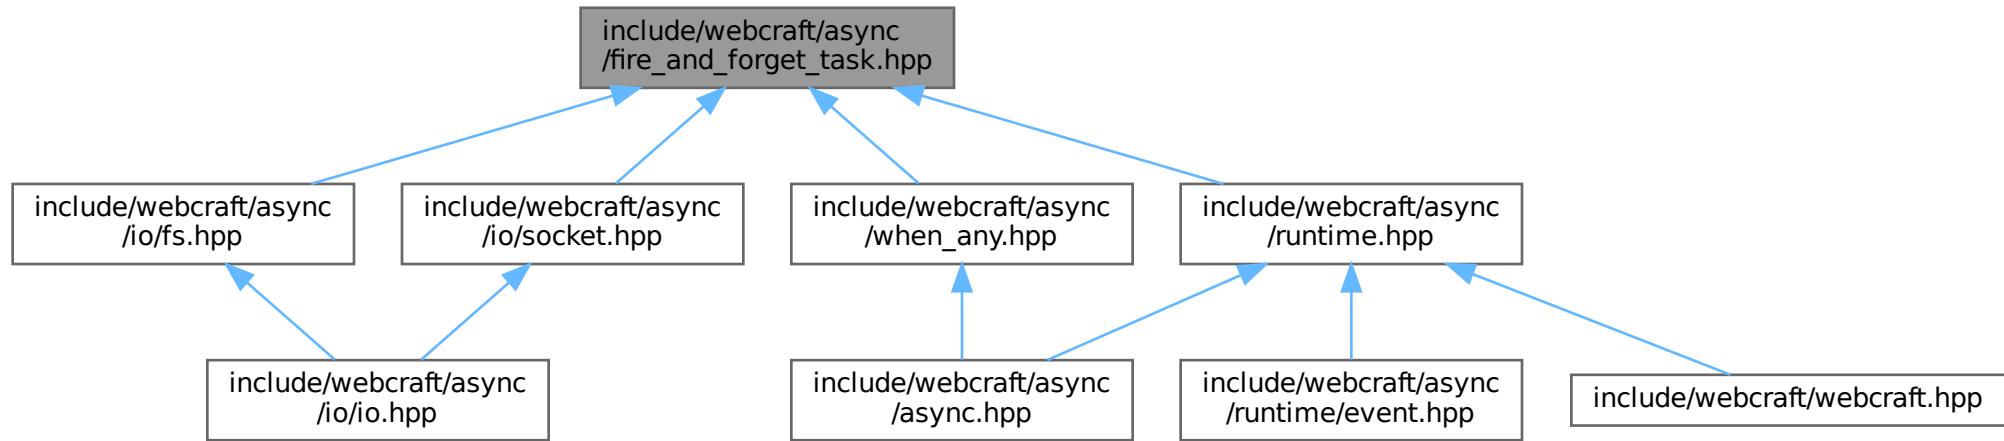 include/webcraft/async
/fire_and_forget_task.hpp
include/webcraft/async
/io/fs.hpp
include/webcraft/async
/io/socket.hpp
include/webcraft/async
/when_any.hpp
include/webcraft/async
/runtime.hpp
include/webcraft/async
/io/io.hpp
include/webcraft/async
/async.hpp
include/webcraft/async
/runtime/event.hpp
include/webcraft/webcraft.hpp